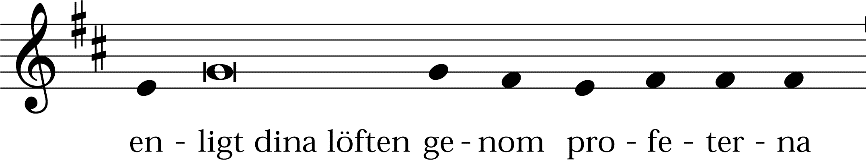 en - ligt dina löften ge - nom pro - fe - ter - na